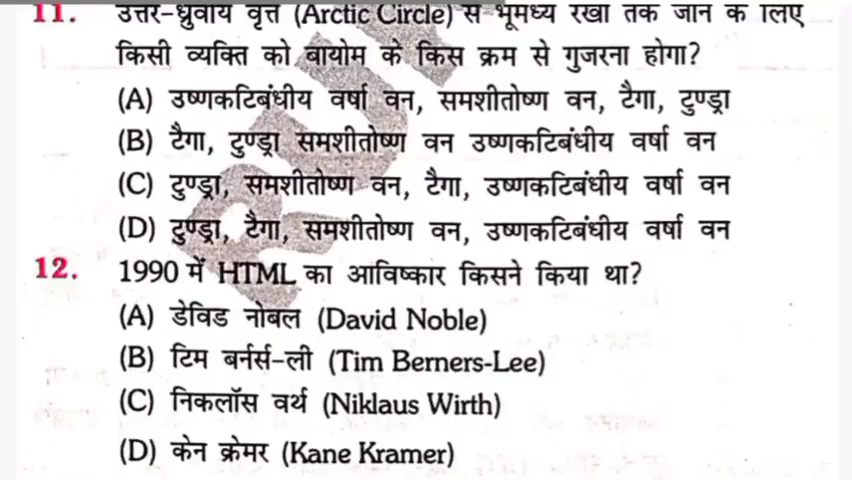 11. उत्तर-ध्रुवीय वृत्त (Arctic Circle) से भूमध्य रेखा तक जाने के लिए
किसी व्यक्ति को बायोम के किस क्रम से गुजरना होगा?
(A) उष्णकटिबंधीय वर्षा वन, समशीतोष्ण वन, टैगा, टुण्ड्रा
(B) टैगा, टुण्ड्रा समशीतोष्ण वन उष्णकटिबंधीय वर्षा वन
(C) टुण्ड्रा, समशीतोष्ण वन, टैगा, उष्णकटिबंधीय वर्षा वन
(D) टुण्ड्रा, टैगा, समशीतोष्ण वन, उष्णकटिबंधीय वर्षा वन
12. 1990 में HTML का आविष्कार किसने किया था?
(A) डेविड नोबल (David Noble)
(B) टिम बर्नर्स-ली (Tim Berners-Lee)
(C) निकलॉस वर्थ (Niklaus Wirth)
(D) केन क्रेमर (Kane Kramer)